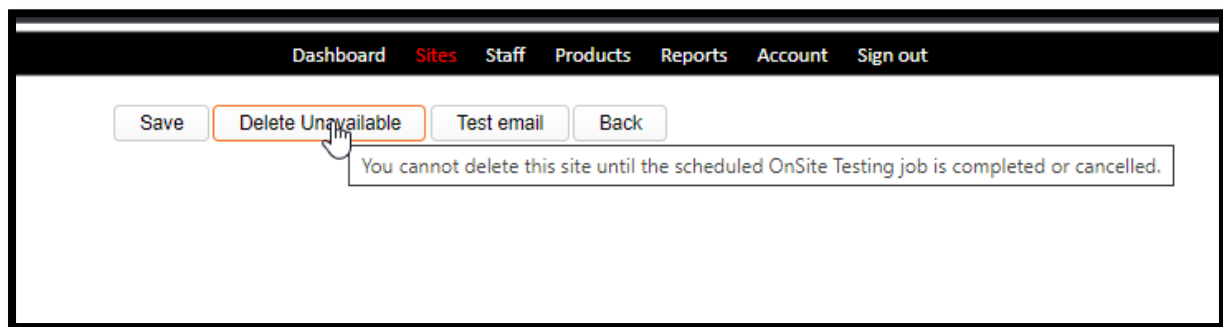 Dashboard Sites Staff Products Reports Account Sign out
Save Delete Unavailable Test email Back
You cannot delete this site until the scheduled OnSite Testing job is completed or cancelled.